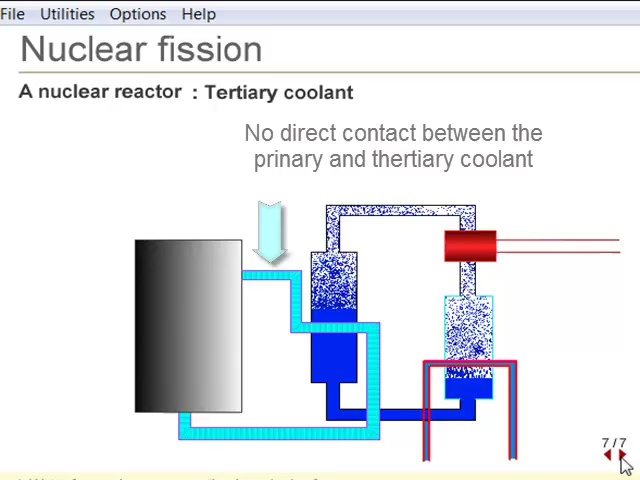 File Utilities Options Help
Nuclear fission
A nuclear reactor : Tertiary coolant
No direct contact between the
prinary and thertiary coolant
7 / 7